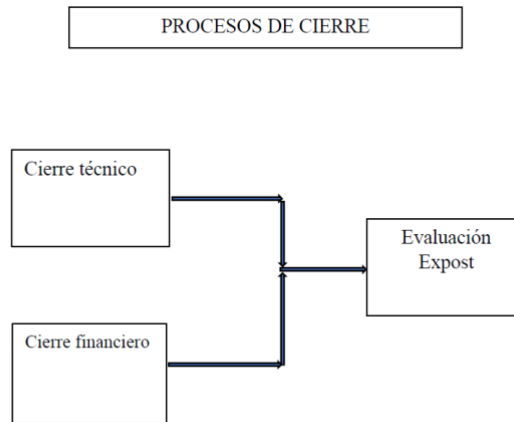 PROCESOS DE CIERRE
Cierre técnico
Evaluación
Expost
Cierre financiero